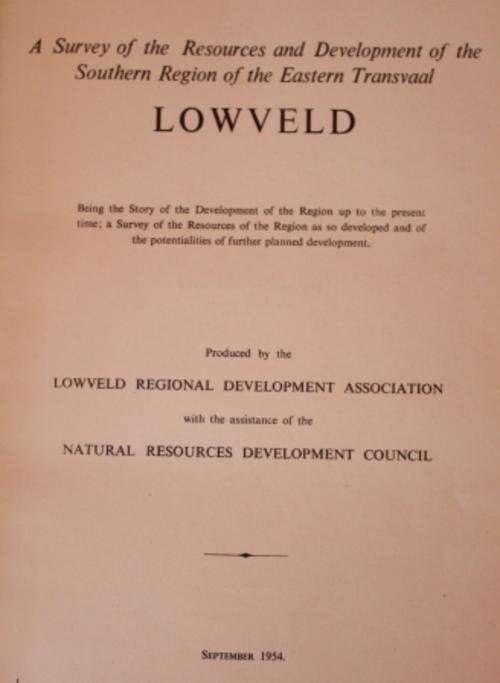 A Survey of the Resources and Development of the
Southern Region of the Eastern Transvaal
LOWVELD
Being the Story of the Development of the Region up to the present
time; a Survey of the Resources of the Region as so developed and of
the potentialities of further planned development.
Produced by the
LOWVELD REGIONAL DEVELOPMENT ASSOCIATION
with the assistance of the
NATURAL RESOURCES DEVELOPMENT COUNCIL
SEPTEMBER 1954.